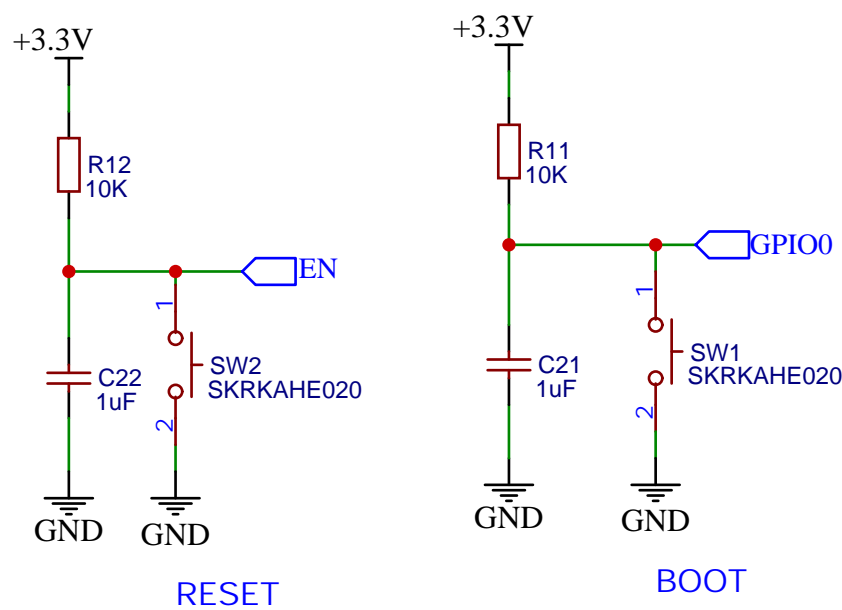 +3.3V
R12
10K
EN
1
C22
1uF
SW2
SKRKAHE020
2
GND
GND
RESET
+3.3V
R11
10K
GPIO0
1
C21
1uF
SW1
SKRKAHE020
2
GND
GND
BOOT